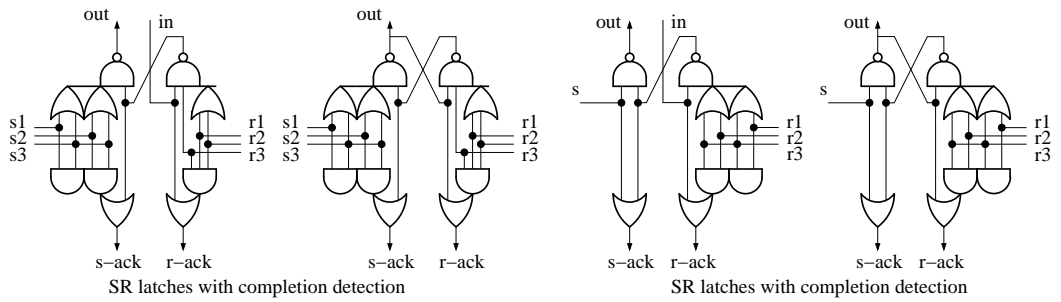 out in out out in out
s1 r1 s1 r1 s r1 s r1
s2 r2 s2 r2 r2 r2
s3 r3 s3 r3 r3 r3
s-ack r-ack s-ack r-ack s-ack r-ack s-ack r-ack
SR latches with completion detection SR latches with completion detection